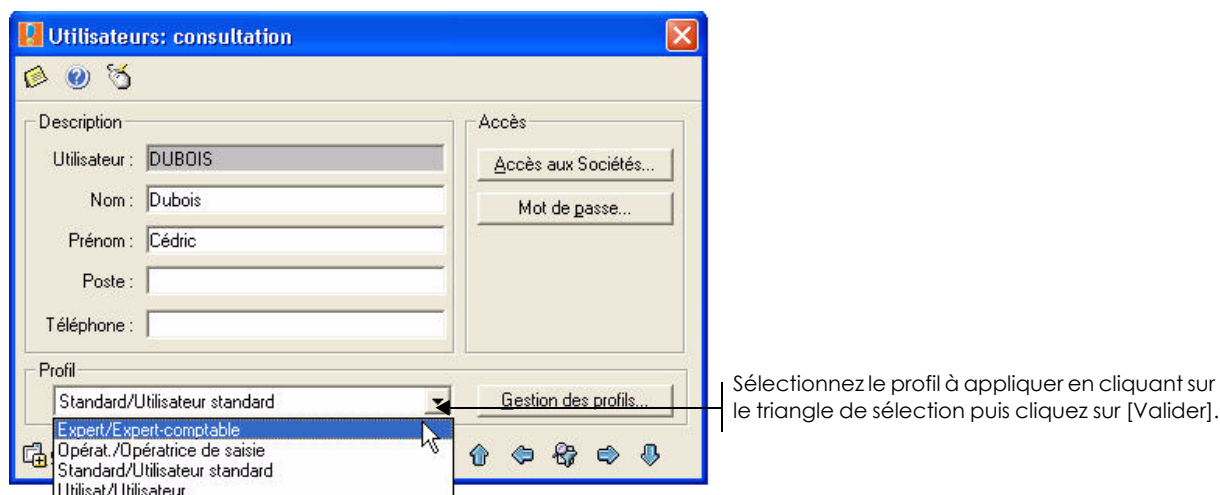 Utilisateurs: consultation
Description
Accès
Utilisateur : DUBOIS
Accès aux Sociétés...
Nom : Dubois
Mot de passe...
Prénom : Cédric
Poste :
Téléphone :
Profil
Standard/Utilisateur standard
Gestion des profils...
Expert/Expert-comptable
Opérat./Opératrice de saisie
Standard/Utilisateur standard
Utilisat/Utilisateur
Sélectionnez le profil à appliquer en cliquant sur
le triangle de sélection puis cliquez sur [Valider].